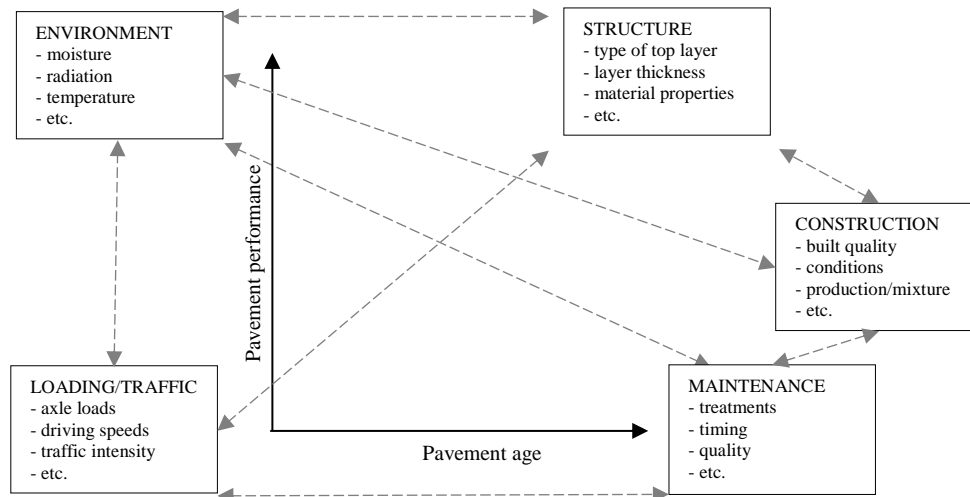 ENVIRONMENT
- moisture
- radiation
- temperature
- etc.
STRUCTURE
- type of top layer
- layer thickness
- material properties
- etc.
Pavement performance
CONSTRUCTION
- built quality
- conditions
- production/mixture
- etc.
LOADING/TRAFFIC
- axle loads
- driving speeds
- traffic intensity
- etc.
Pavement age
MAINTENANCE
- treatments
- timing
- quality
- etc.